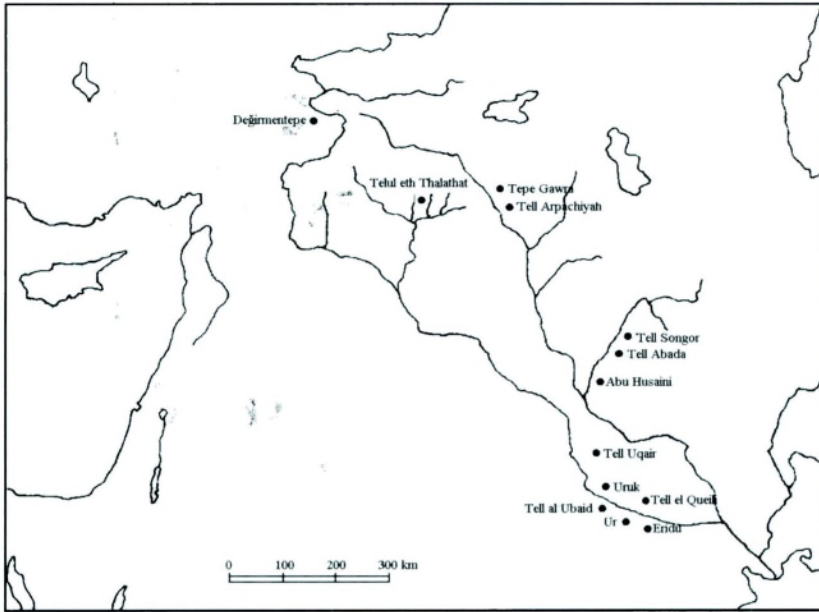 Değirmentepe
Telul eth Thalathat
Tepe Gawra
Tell Arpachiyah
Tell Songor
Tell Abada
Abu Husaini
Tell Uqair
Uruk
Tell el Queili
Tell al Ubaid
Ur
Eridu
0 100 200 300 km